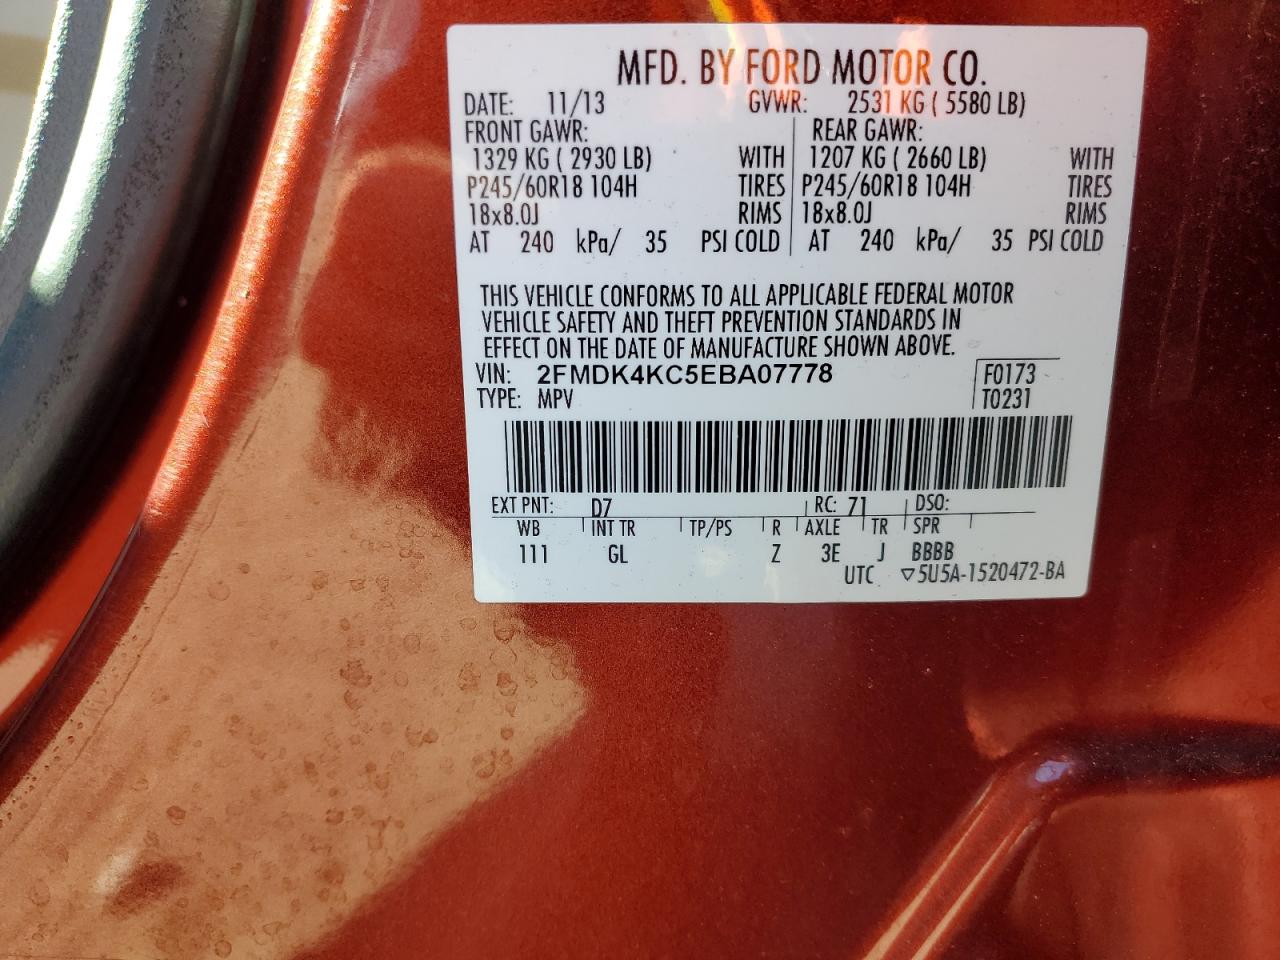 MFD. BY FORD MOTOR CO.
DATE: 11/13 GVWR: 2531 KG ( 5580 LB)
FRONT GAWR: REAR GAWR:
1329 KG ( 2930 LB) WITH 1207 KG ( 2660 LB) WITH
P245/60R18 104H TIRES P245/60R18 104H TIRES
18x8.0J RIMS 18x8.0J RIMS
AT 240 kPa/ 35 PSI COLD AT 240 kPa/ 35 PSI COLD
THIS VEHICLE CONFORMS TO ALL APPLICABLE FEDERAL MOTOR
VEHICLE SAFETY AND THEFT PREVENTION STANDARDS IN
EFFECT ON THE DATE OF MANUFACTURE SHOWN ABOVE.
VIN: 2FMDK4KC5EBA07778 F0173
TYPE: MPV T0231
EXT PNT: D7 RC: 71 DSO:
WB INT TR TP/PS R AXLE TR SPR
111 GL Z 3E J BBBB
UTC ▽5U5A-1520472-BA